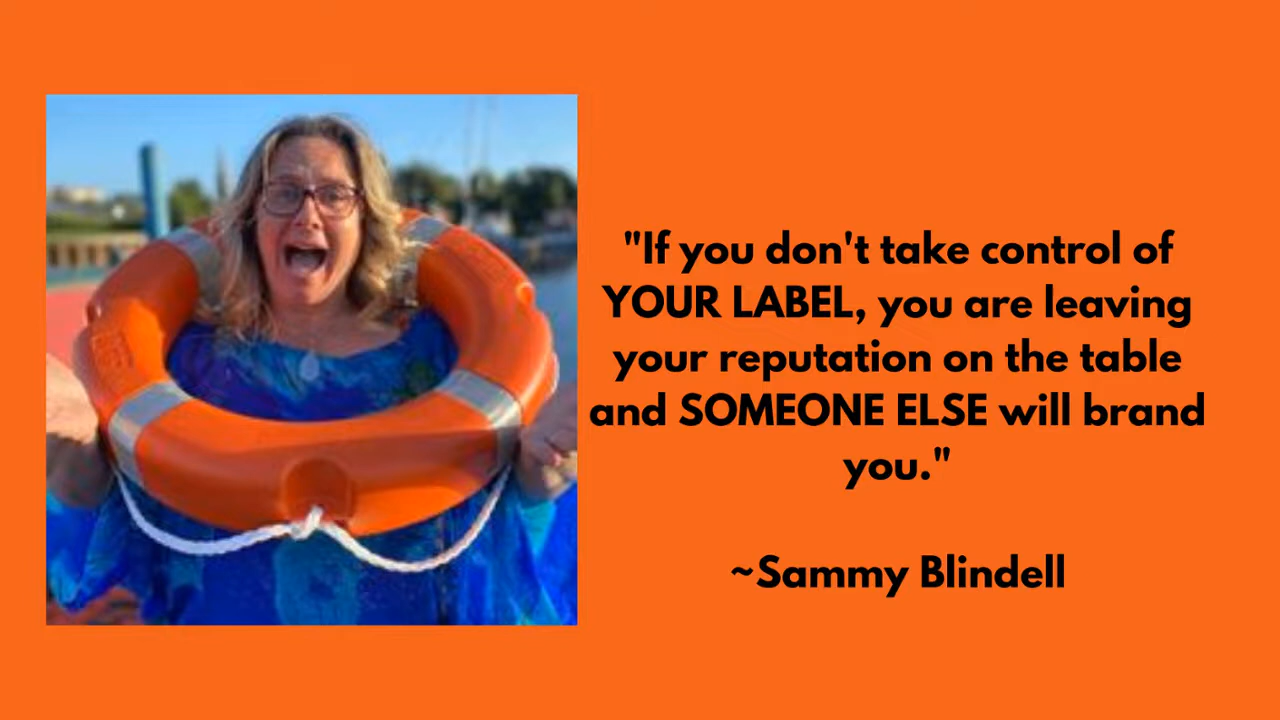 "If you don't take control of
YOUR LABEL, you are leaving
your reputation on the table
and SOMEONE ELSE will brand
you."
~Sammy Blindell